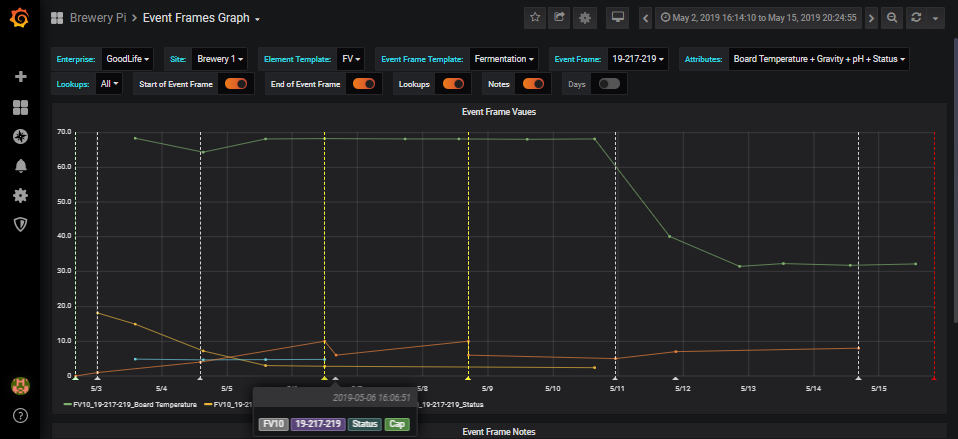 Brewery Pi › Event Frames Graph
May 2, 2019 16:14:10 to May 15, 2019 20:24:55
Enterprise: GoodLife Site: Brewery 1 Element Template: FV Event Frame Template: Fermentation Event Frame: 19-217-219 Attributes: Board Temperature + Gravity + pH + Status
Lookups: All Start of Event Frame End of Event Frame Lookups Notes Days
Event Frame Vaues
70.0
60.0
50.0
40.0
30.0
20.0
10.0
0
5/3 5/4 5/5 5/8 5/9 5/10 5/11 5/12 5/13 5/14 5/15
FV10_19-217-219_Board Temperature FV10_19 217-219_Status
2019-05-06 16:06:51
FV10 19-217-219 Status Cap
Event Frame Notes